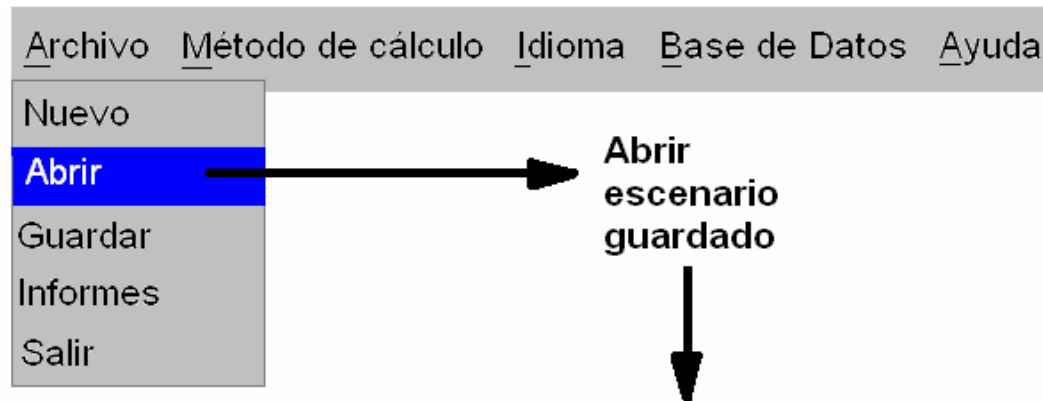 Archivo Método de cálculo Idioma Base de Datos Ayuda
Nuevo
Abrir
Guardar
Informes
Salir
Abrir
escenario
guardado